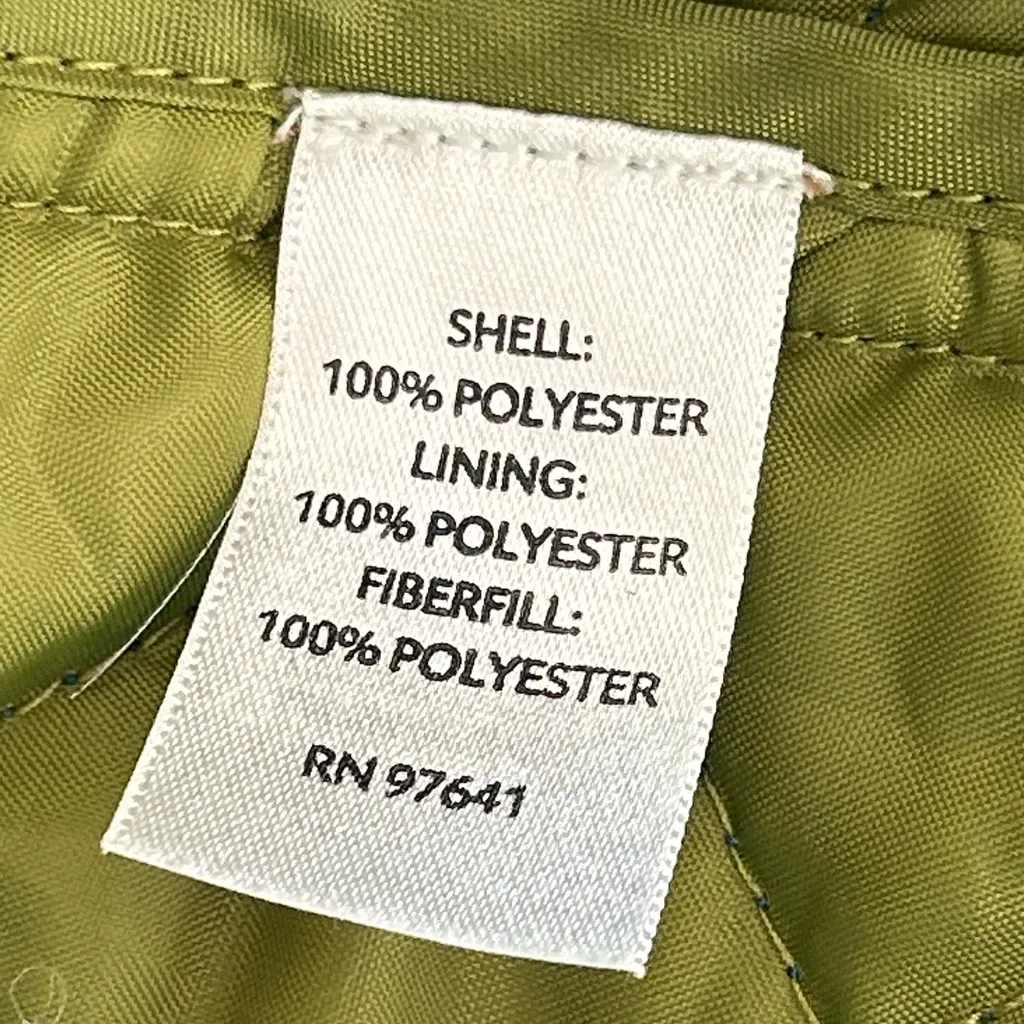 SHELL:
100% POLYESTER
LINING:
100% POLYESTER
FIBERFILL:
100% POLYESTER
RN 97641